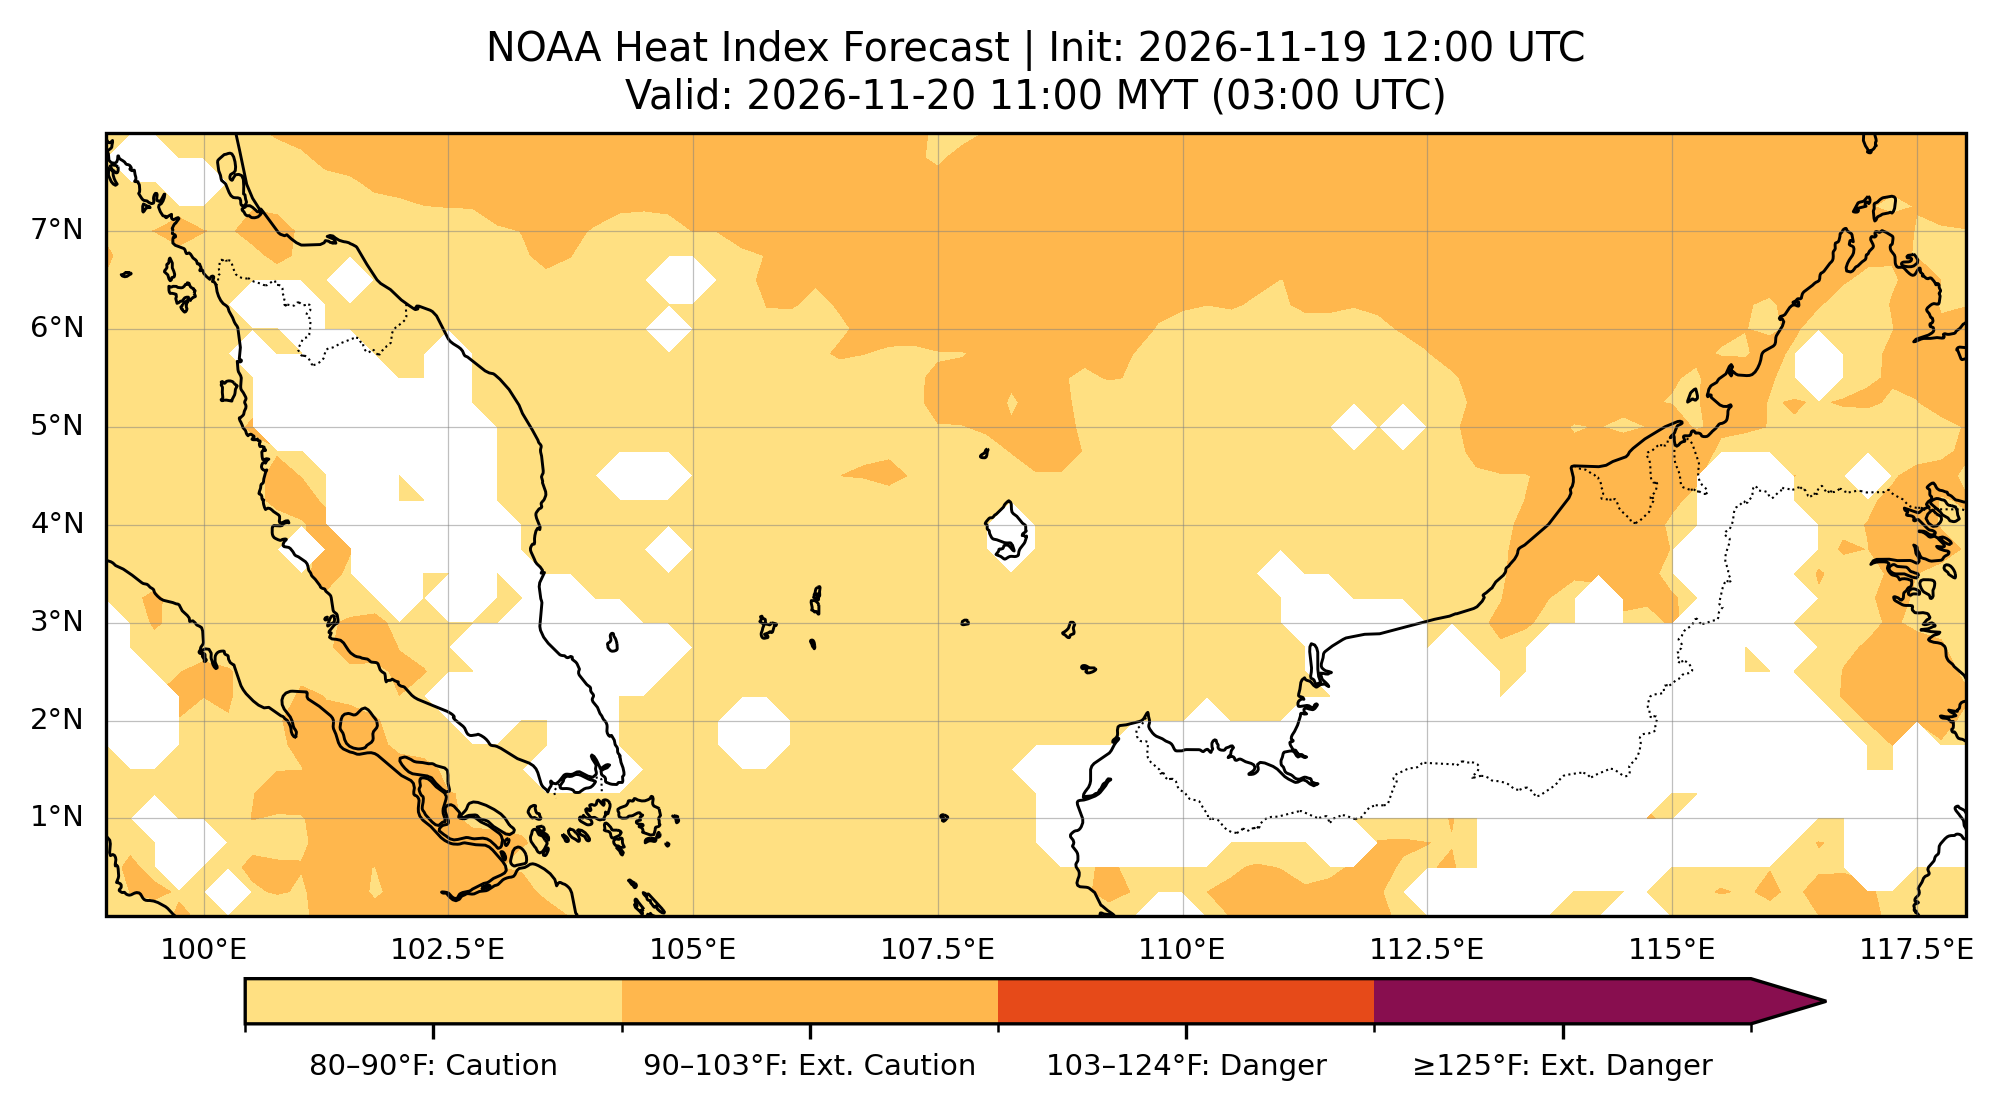 NOAA Heat Index Forecast | Init: 2026-11-19 12:00 UTC
Valid: 2026-11-20 11:00 MYT (03:00 UTC)
7°N
6°N
5°N
4°N
3°N
2°N
1°N
100°E
102.5°E
105°E
107.5°E
110°E
112.5°E
115°E
117.5°E
80–90°F: Caution
90–103°F: Ext. Caution
103–124°F: Danger
≥125°F: Ext. Danger